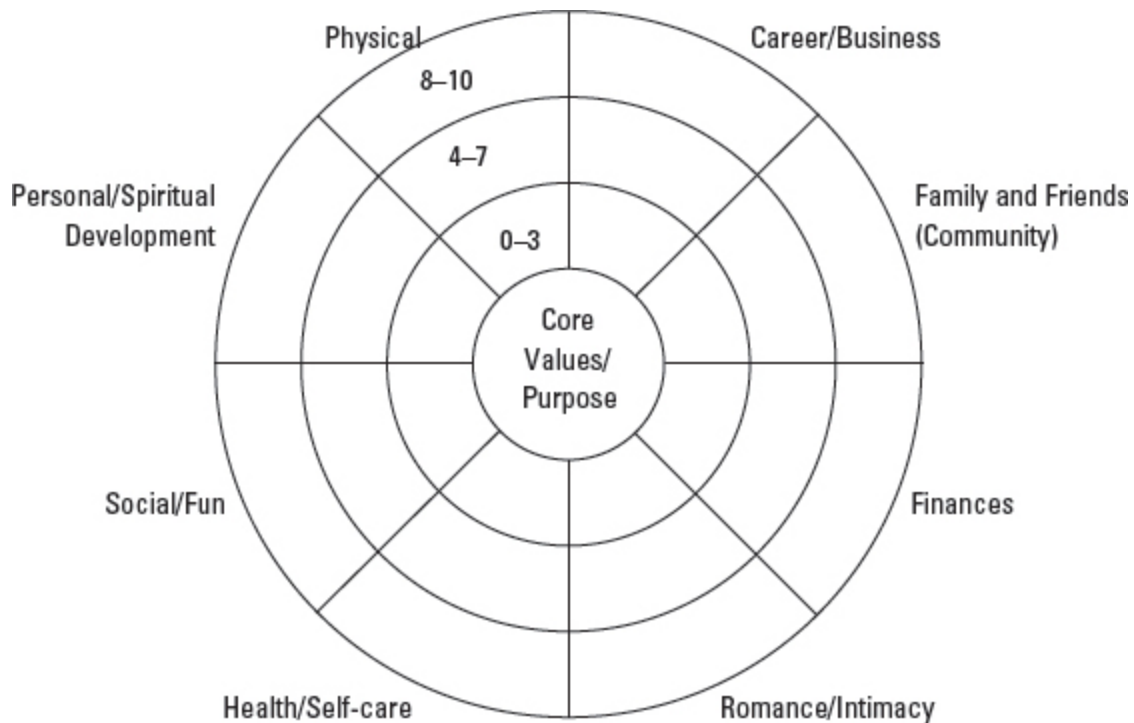 Physical
Career/Business
8–10
4–7
Personal/Spiritual
Development
Family and Friends
(Community)
0–3
Core
Values/
Purpose
Social/Fun
Finances
Health/Self-care
Romance/Intimacy